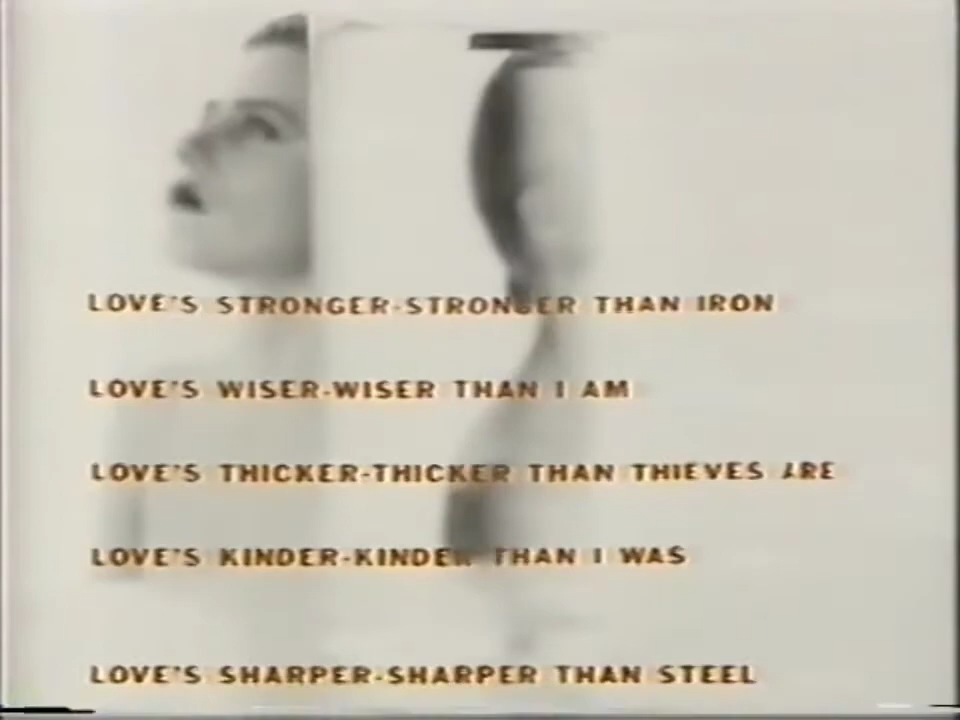 LOVE'S STRONGER-STRONGER THAN IRON
LOVE'S WISER-WISER THAN I AM
LOVE'S THICKER-THICKER THAN THIEVES ARE
LOVE'S KINDER-KINDER THAN I WAS
LOVE'S SHARPER-SHARPER THAN STEEL